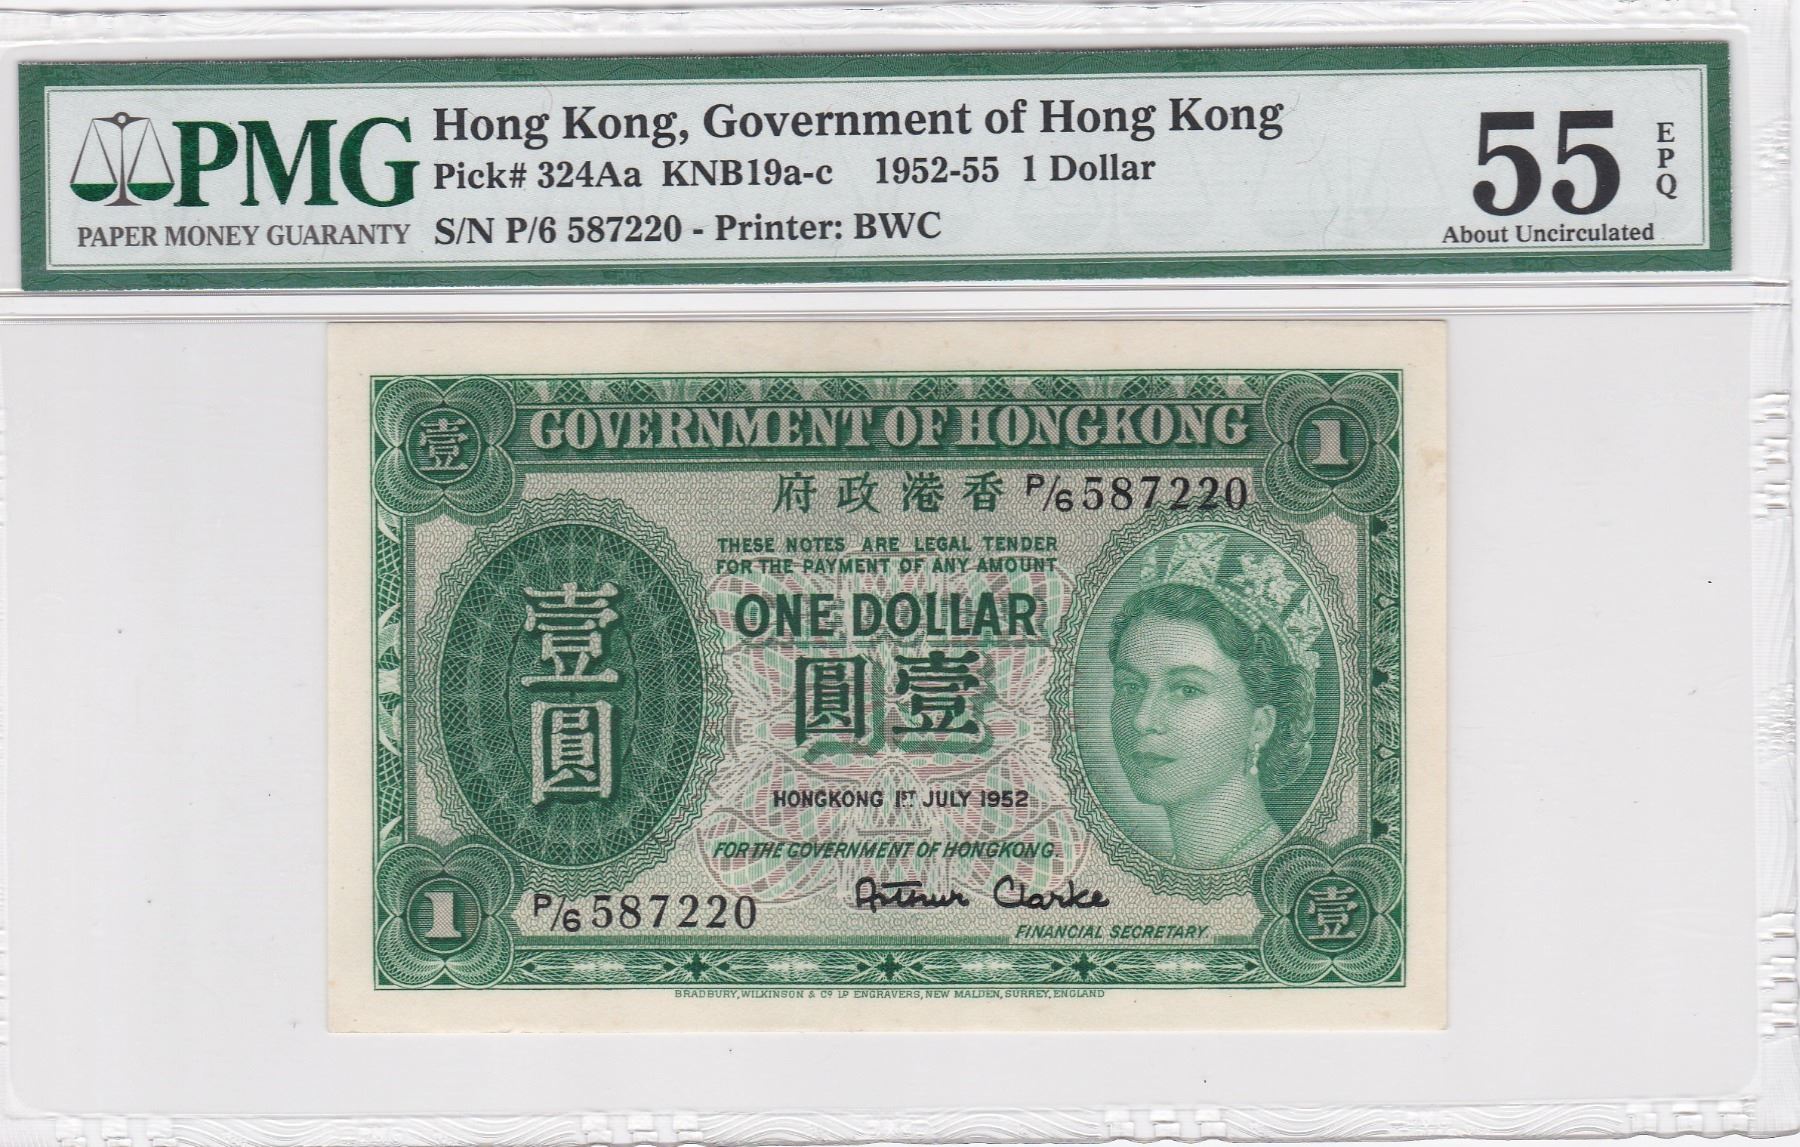 PMG
PAPER MONEY GUARANTY
Hong Kong, Government of Hong Kong
Pick# 324Aa KNB19a-c 1952-55 1 Dollar
S/N P/6 587220 - Printer: BWC
55
EPQ
About Uncirculated
壹
GOVERNMENT OF HONGKONG
1
府政港香
P/6 587220
THESE NOTES ARE LEGAL TENDER
FOR THE PAYMENT OF ANY AMOUNT
ONE DOLLAR
圓壹
壹圓
HONGKONG 1ST JULY 1952
FOR THE GOVERNMENT OF HONGKONG.
Arthur Clarke
FINANCIAL SECRETARY.
1
P/6 587220
壹
BRADBURY, WILKINSON & Co LD ENGRAVERS, NEW MALDEN, SURREY, ENGLAND